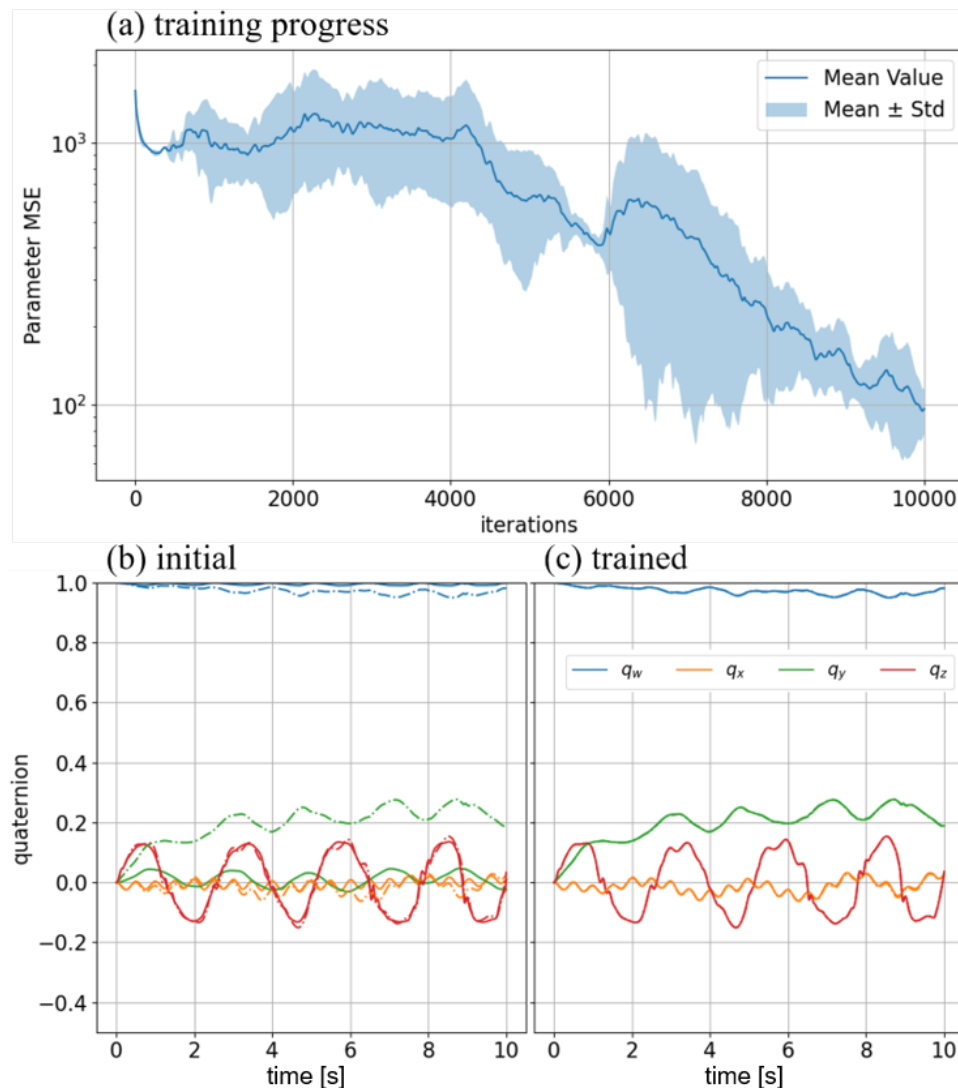 (a) training progress
Mean Value
Mean ± Std
10³
10²
Parameter MSE
0 2000 4000 6000 8000 10000
iterations
(b) initial
(c) trained
1.0
0.8
0.6
0.4
0.2
0.0
−0.2
−0.4
quaternion
q_w q_x q_y q_z
0 2 4 6 8 10
0 2 4 6 8 10
time [s]
time [s]